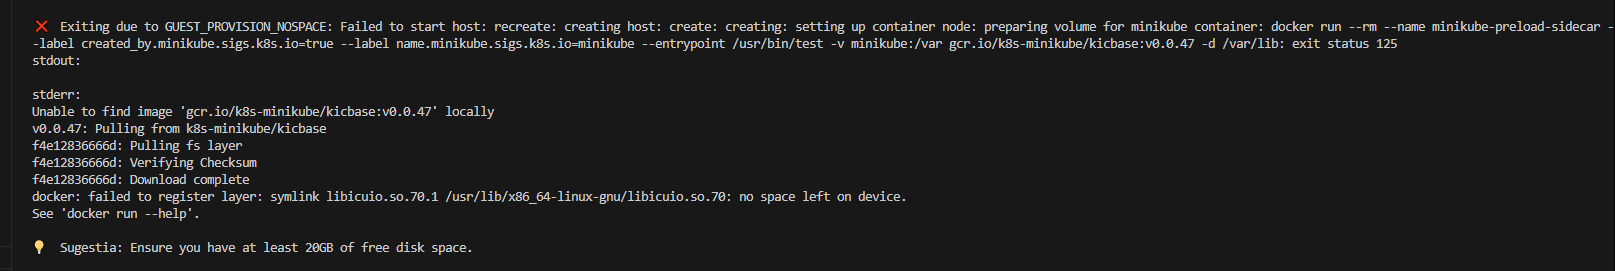 ❌ Exiting due to GUEST_PROVISION_NOSPACE: Failed to start host: recreate: creating host: create: creating: setting up container node: preparing volume for minikube container: docker run --rm --name minikube-preload-sidecar -
-label created_by.minikube.sigs.k8s.io=true --label name.minikube.sigs.k8s.io=minikube --entrypoint /usr/bin/test -v minikube:/var gcr.io/k8s-minikube/kicbase:v0.0.47 -d /var/lib: exit status 125
stdout:
stderr:
Unable to find image 'gcr.io/k8s-minikube/kicbase:v0.0.47' locally
v0.0.47: Pulling from k8s-minikube/kicbase
f4e12836666d: Pulling fs layer
f4e12836666d: Verifying Checksum
f4e12836666d: Download complete
docker: failed to register layer: symlink libicuio.so.70.1 /usr/lib/x86_64-linux-gnu/libicuio.so.70: no space left on device.
See 'docker run --help'.
💡 Sugestia: Ensure you have at least 20GB of free disk space.